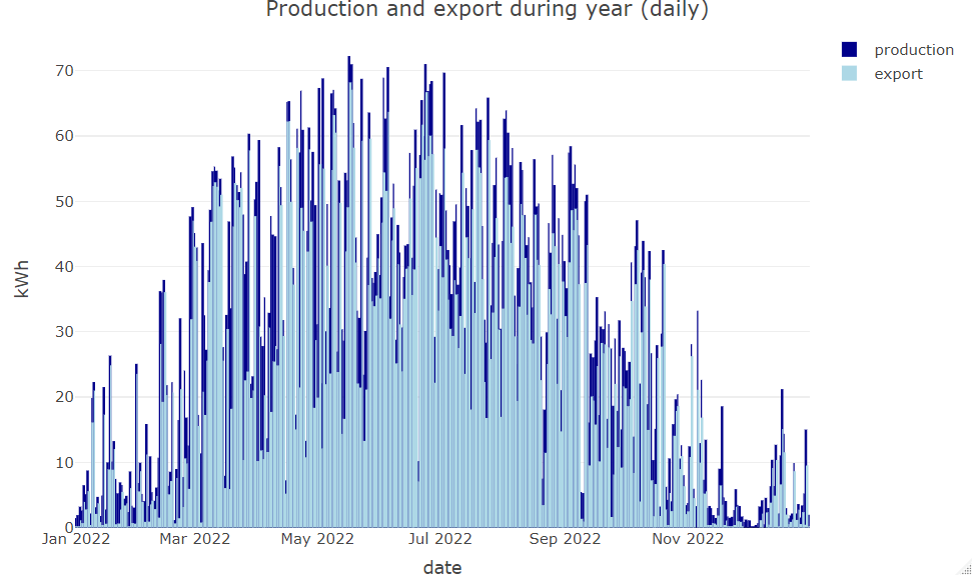 Production and export during year (daily)
production
export
70
60
50
40
30
20
10
0
kWh
Jan 2022
Mar 2022
May 2022
Jul 2022
Sep 2022
Nov 2022
date